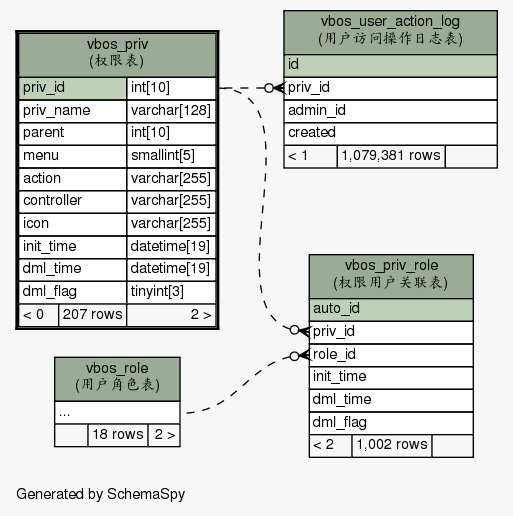 vbos_priv
(权限表)
priv_id int[10]
priv_name varchar[128]
parent int[10]
menu smallint[5]
action varchar[255]
controller varchar[255]
icon varchar[255]
init_time datetime[19]
dml_time datetime[19]
dml_flag tinyint[3]
< 0 207 rows 2 >
vbos_user_action_log
(用户访问操作日志表)
id
priv_id
admin_id
created
< 1 1,079,381 rows
vbos_priv_role
(权限用户关联表)
auto_id
priv_id
role_id
init_time
dml_time
dml_flag
< 2 1,002 rows
vbos_role
(用户角色表)
...
18 rows 2 >
Generated by SchemaSpy